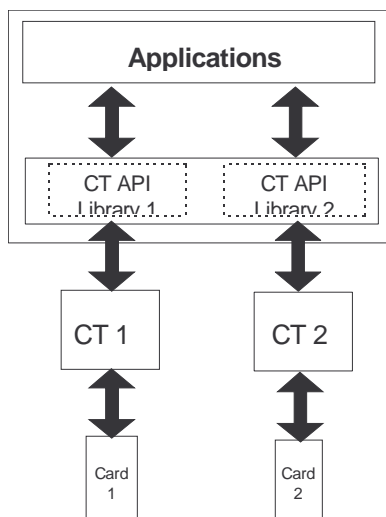 Applications
CT API
Library 1
CT API
Library 2
CT 1
CT 2
Card
1
Card
2